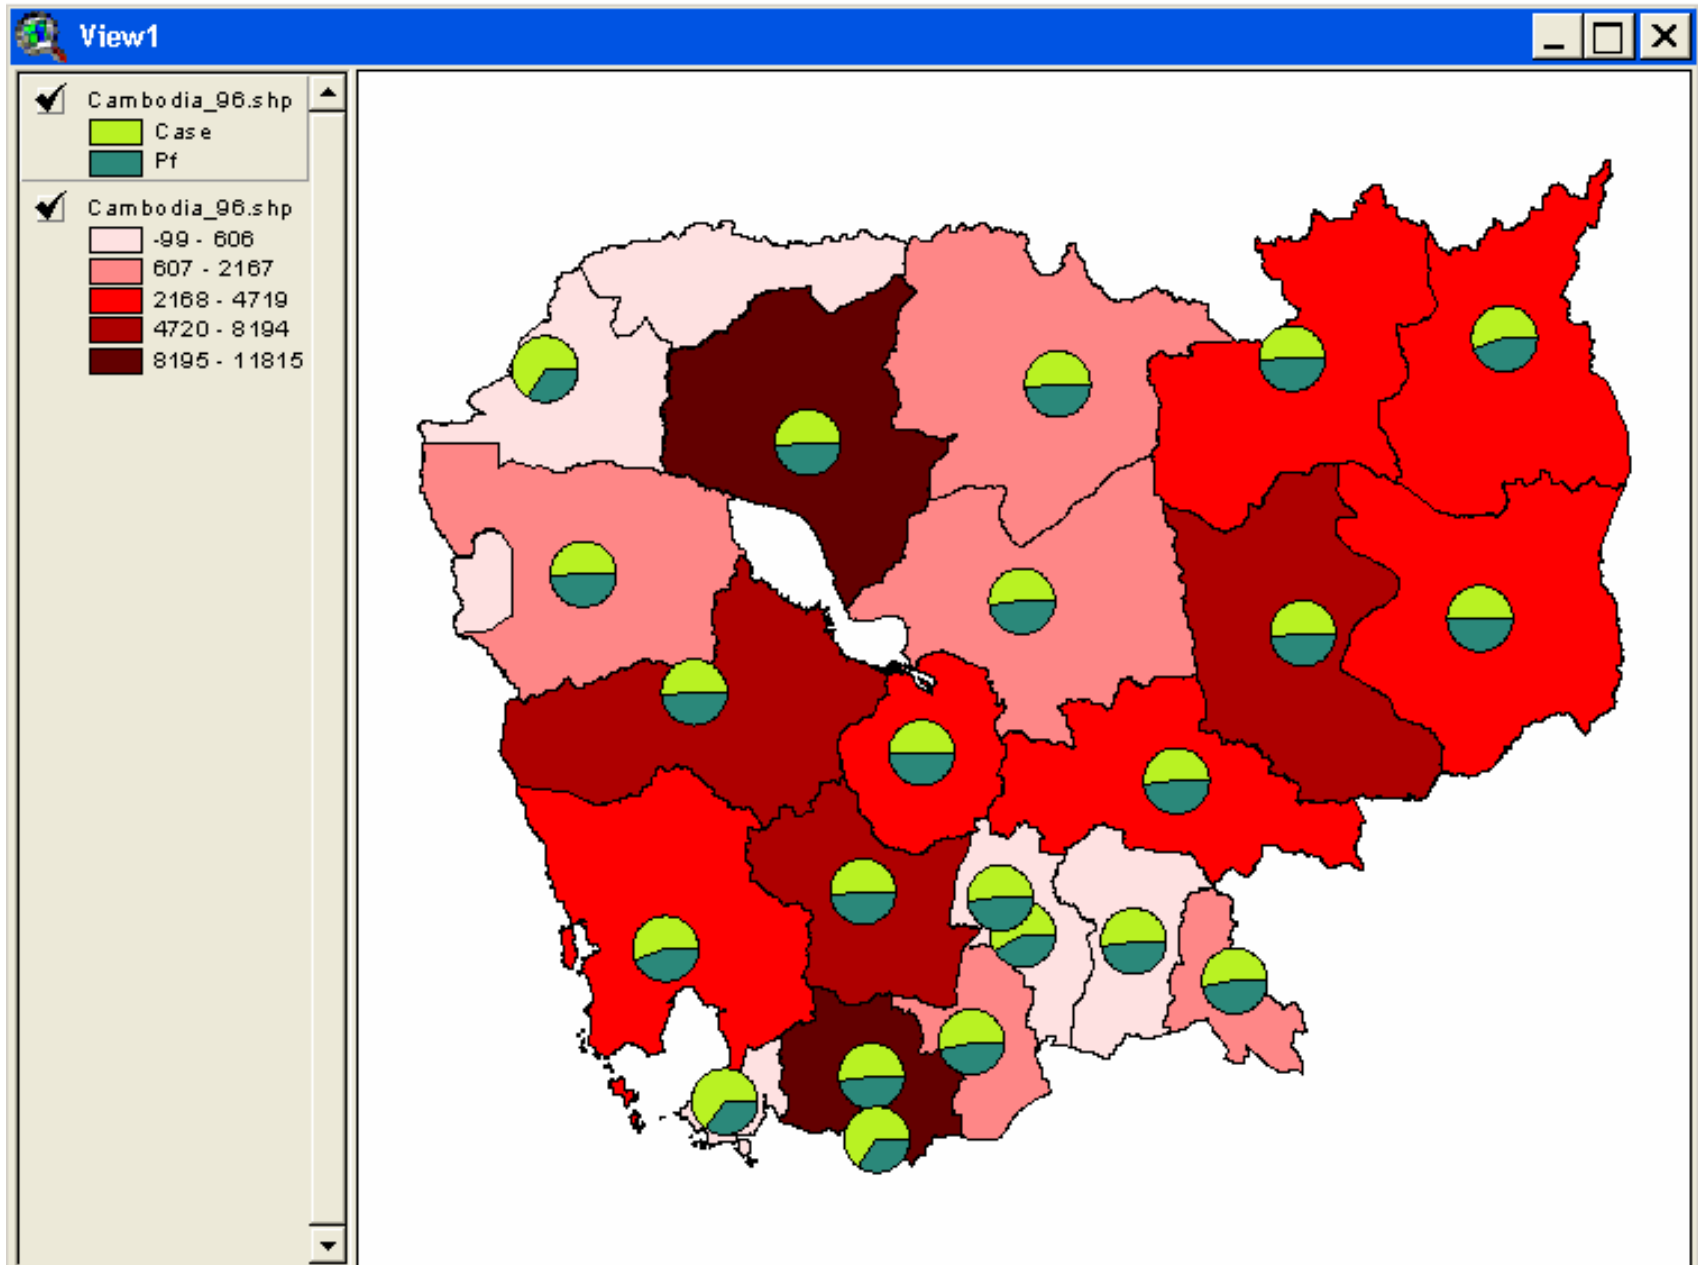 View1
Cambodia_96.shp
Case
Pf
Cambodia_96.shp
-99 - 606
607 - 2167
2168 - 4719
4720 - 8194
8195 - 11815